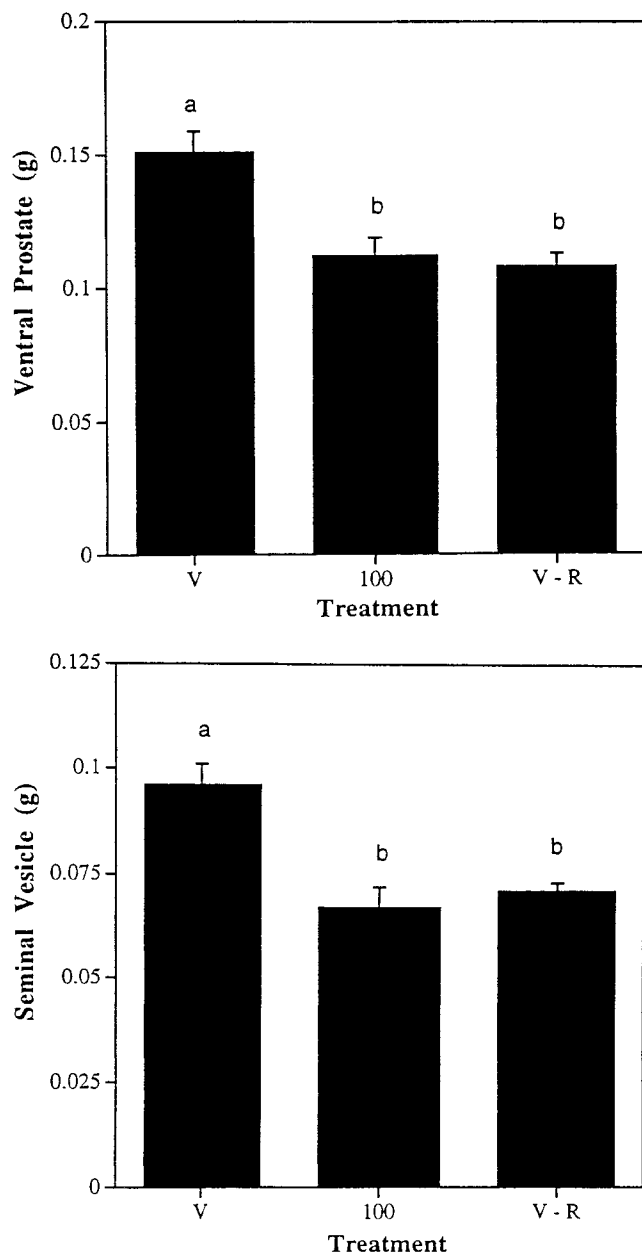 0.2
a
0.15
b
b
0.1
0.05
0
Ventral Prostate (g)
V
100
V - R
Treatment
0.125
a
0.1
b
b
0.075
0.05
0.025
0
Seminal Vesicle (g)
V
100
V - R
Treatment